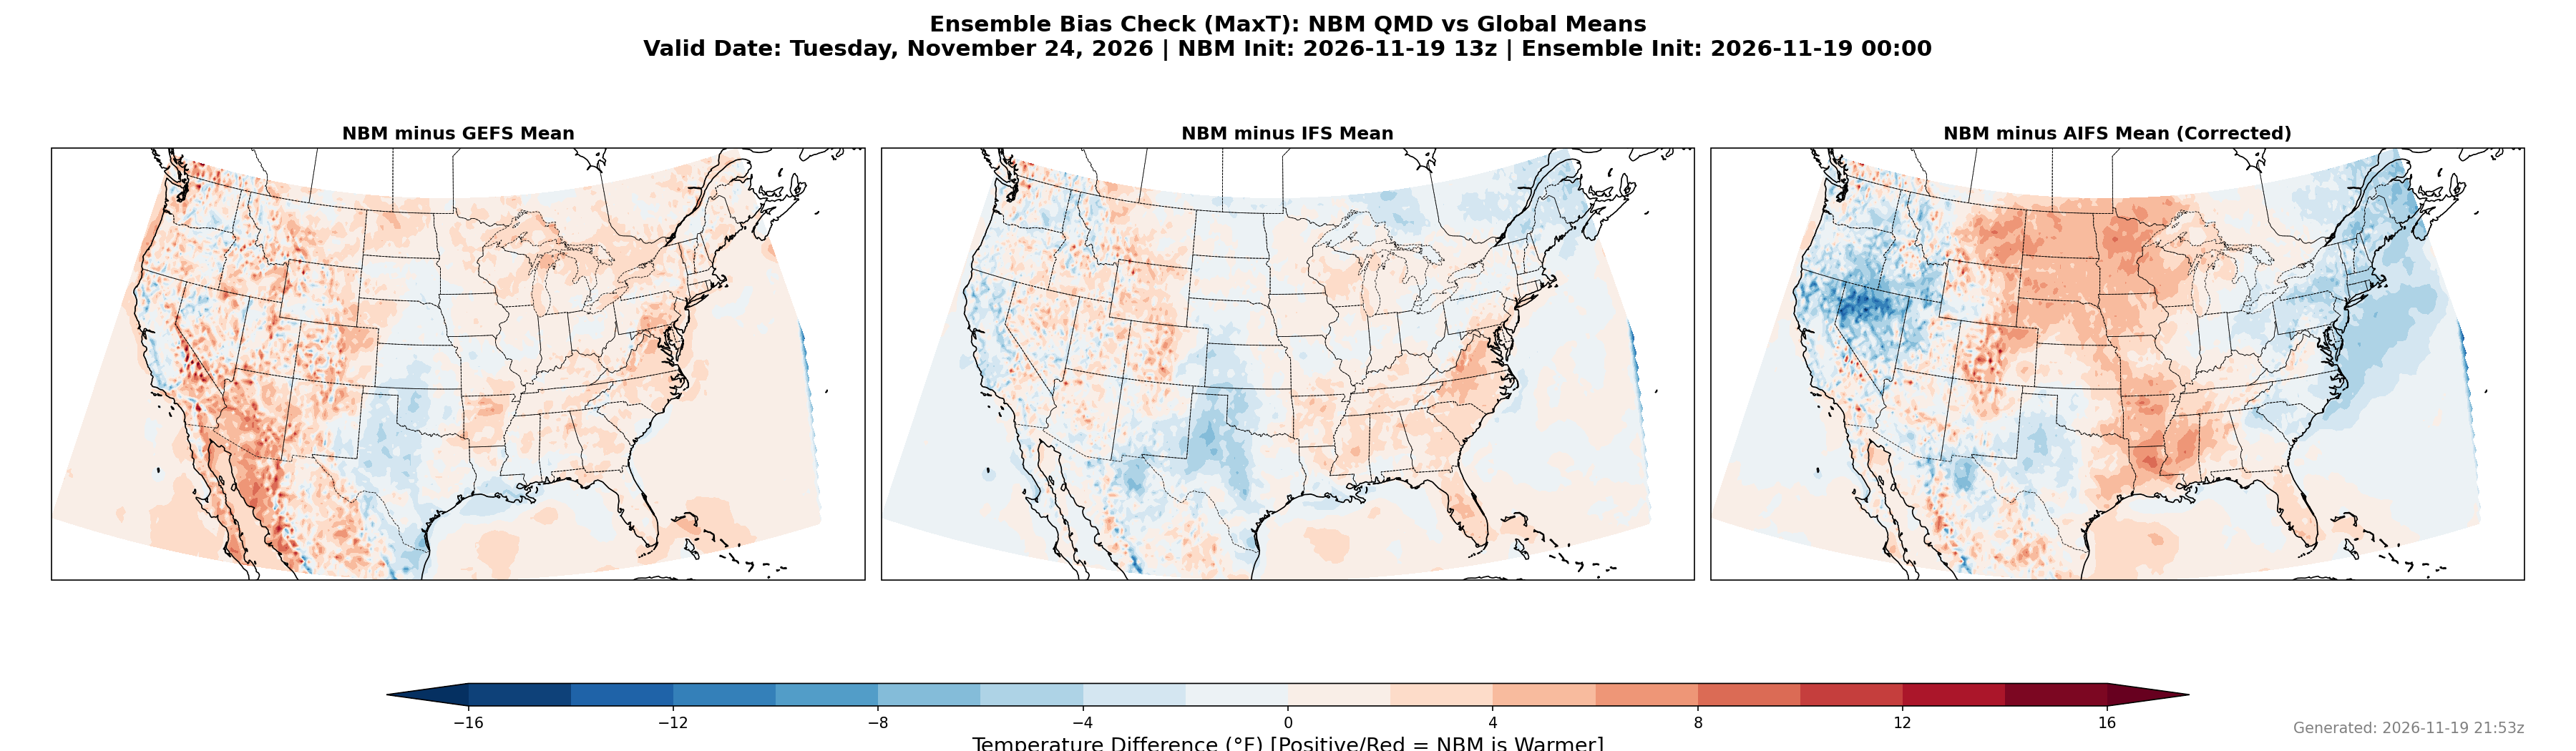 Ensemble Bias Check (MaxT): NBM QMD vs Global Means
Valid Date: Tuesday, November 24, 2026 | NBM Init: 2026-11-19 13z | Ensemble Init: 2026-11-19 00:00
NBM minus GEFS Mean
NBM minus IFS Mean
NBM minus AIFS Mean (Corrected)
−16 −12 −8 −4 0 4 8 12 16
Temperature Difference (°F) [Positive/Red = NBM is Warmer]
Generated: 2026-11-19 21:53z